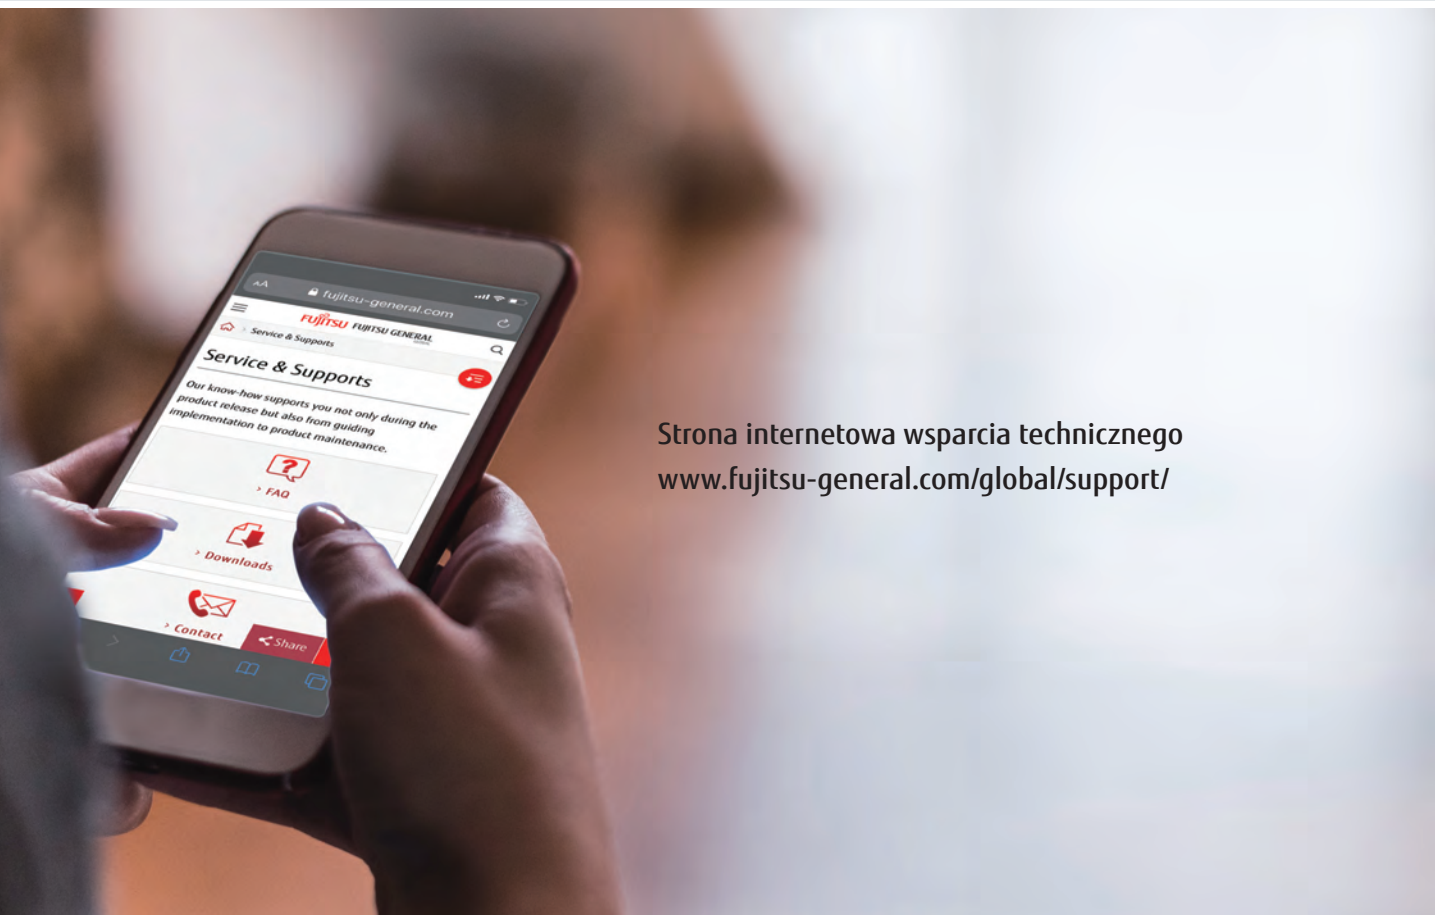 AA fujitsu-general.com
FUJITSU FUJITSU GENERAL
> Service & Supports
Service & Supports
Our know-how supports you not only during the
product release but also from guiding
implementation to product maintenance.
> FAQ
> Downloads
> Contact
Share
Strona internetowa wsparcia technicznego
www.fujitsu-general.com/global/support/